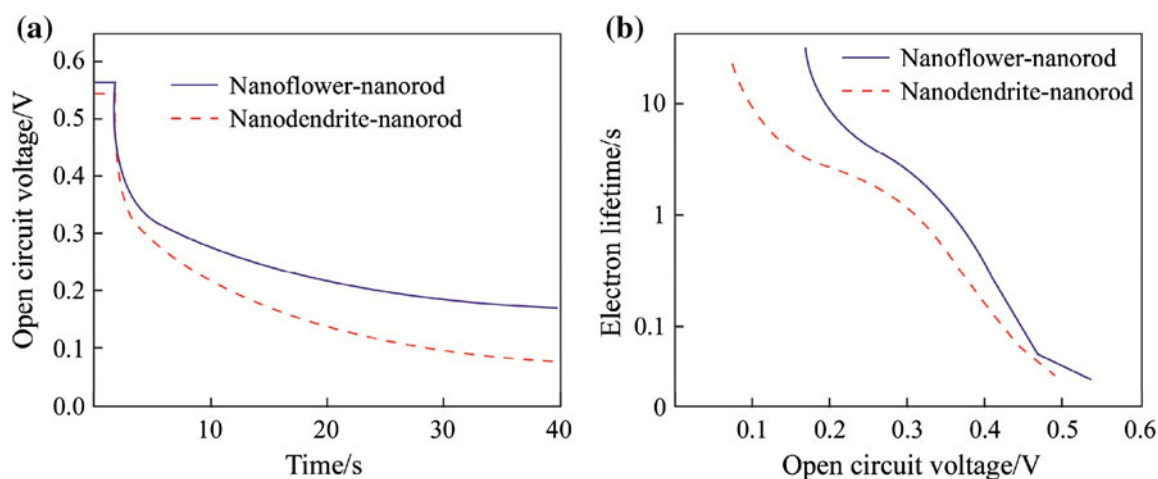 (a)
Open circuit voltage/V
0.6
0.5
0.4
0.3
0.2
0.1
0.0
Nanoflower-nanorod
Nanodendrite-nanorod
10
20
30
40
Time/s
(b)
Electron lifetime/s
10
1
0.1
0
Nanoflower-nanorod
Nanodendrite-nanorod
0.1
0.2
0.3
0.4
0.5
0.6
Open circuit voltage/V